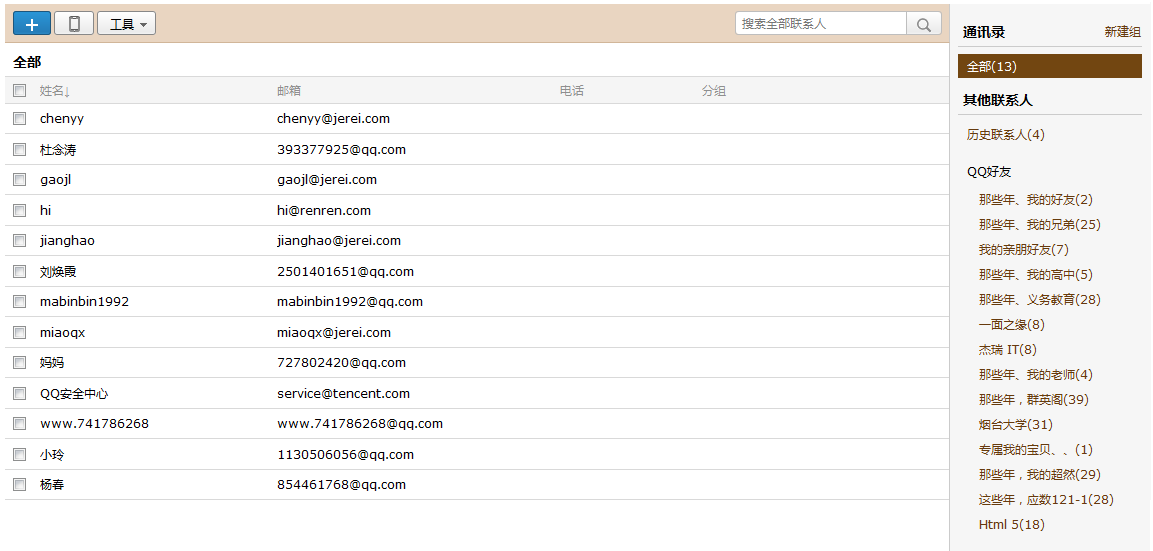 工具
搜索全部联系人
全部
姓名↓ 邮箱 电话 分组
chenyy chenyy@jerei.com
杜念涛 393377925@qq.com
gaojl gaojl@jerei.com
hi hi@renren.com
jianghao jianghao@jerei.com
刘焕霞 2501401651@qq.com
mabinbin1992 mabinbin1992@qq.com
miaoqx miaoqx@jerei.com
妈妈 727802420@qq.com
QQ安全中心 service@tencent.com
www.741786268 www.741786268@qq.com
小玲 1130506056@qq.com
杨春 854461768@qq.com
通讯录 新建组
全部(13)
其他联系人
历史联系人(4)
QQ好友
那些年、我的好友(2)
那些年、我的兄弟(25)
我的亲朋好友(7)
那些年、我的高中(5)
那些年、义务教育(28)
一面之缘(8)
杰瑞 IT(8)
那些年、我的老师(4)
那些年，群英阁(39)
烟台大学(31)
专属我的宝贝、、(1)
那些年，我的超然(29)
这些年，应数121-1(28)
Html 5(18)